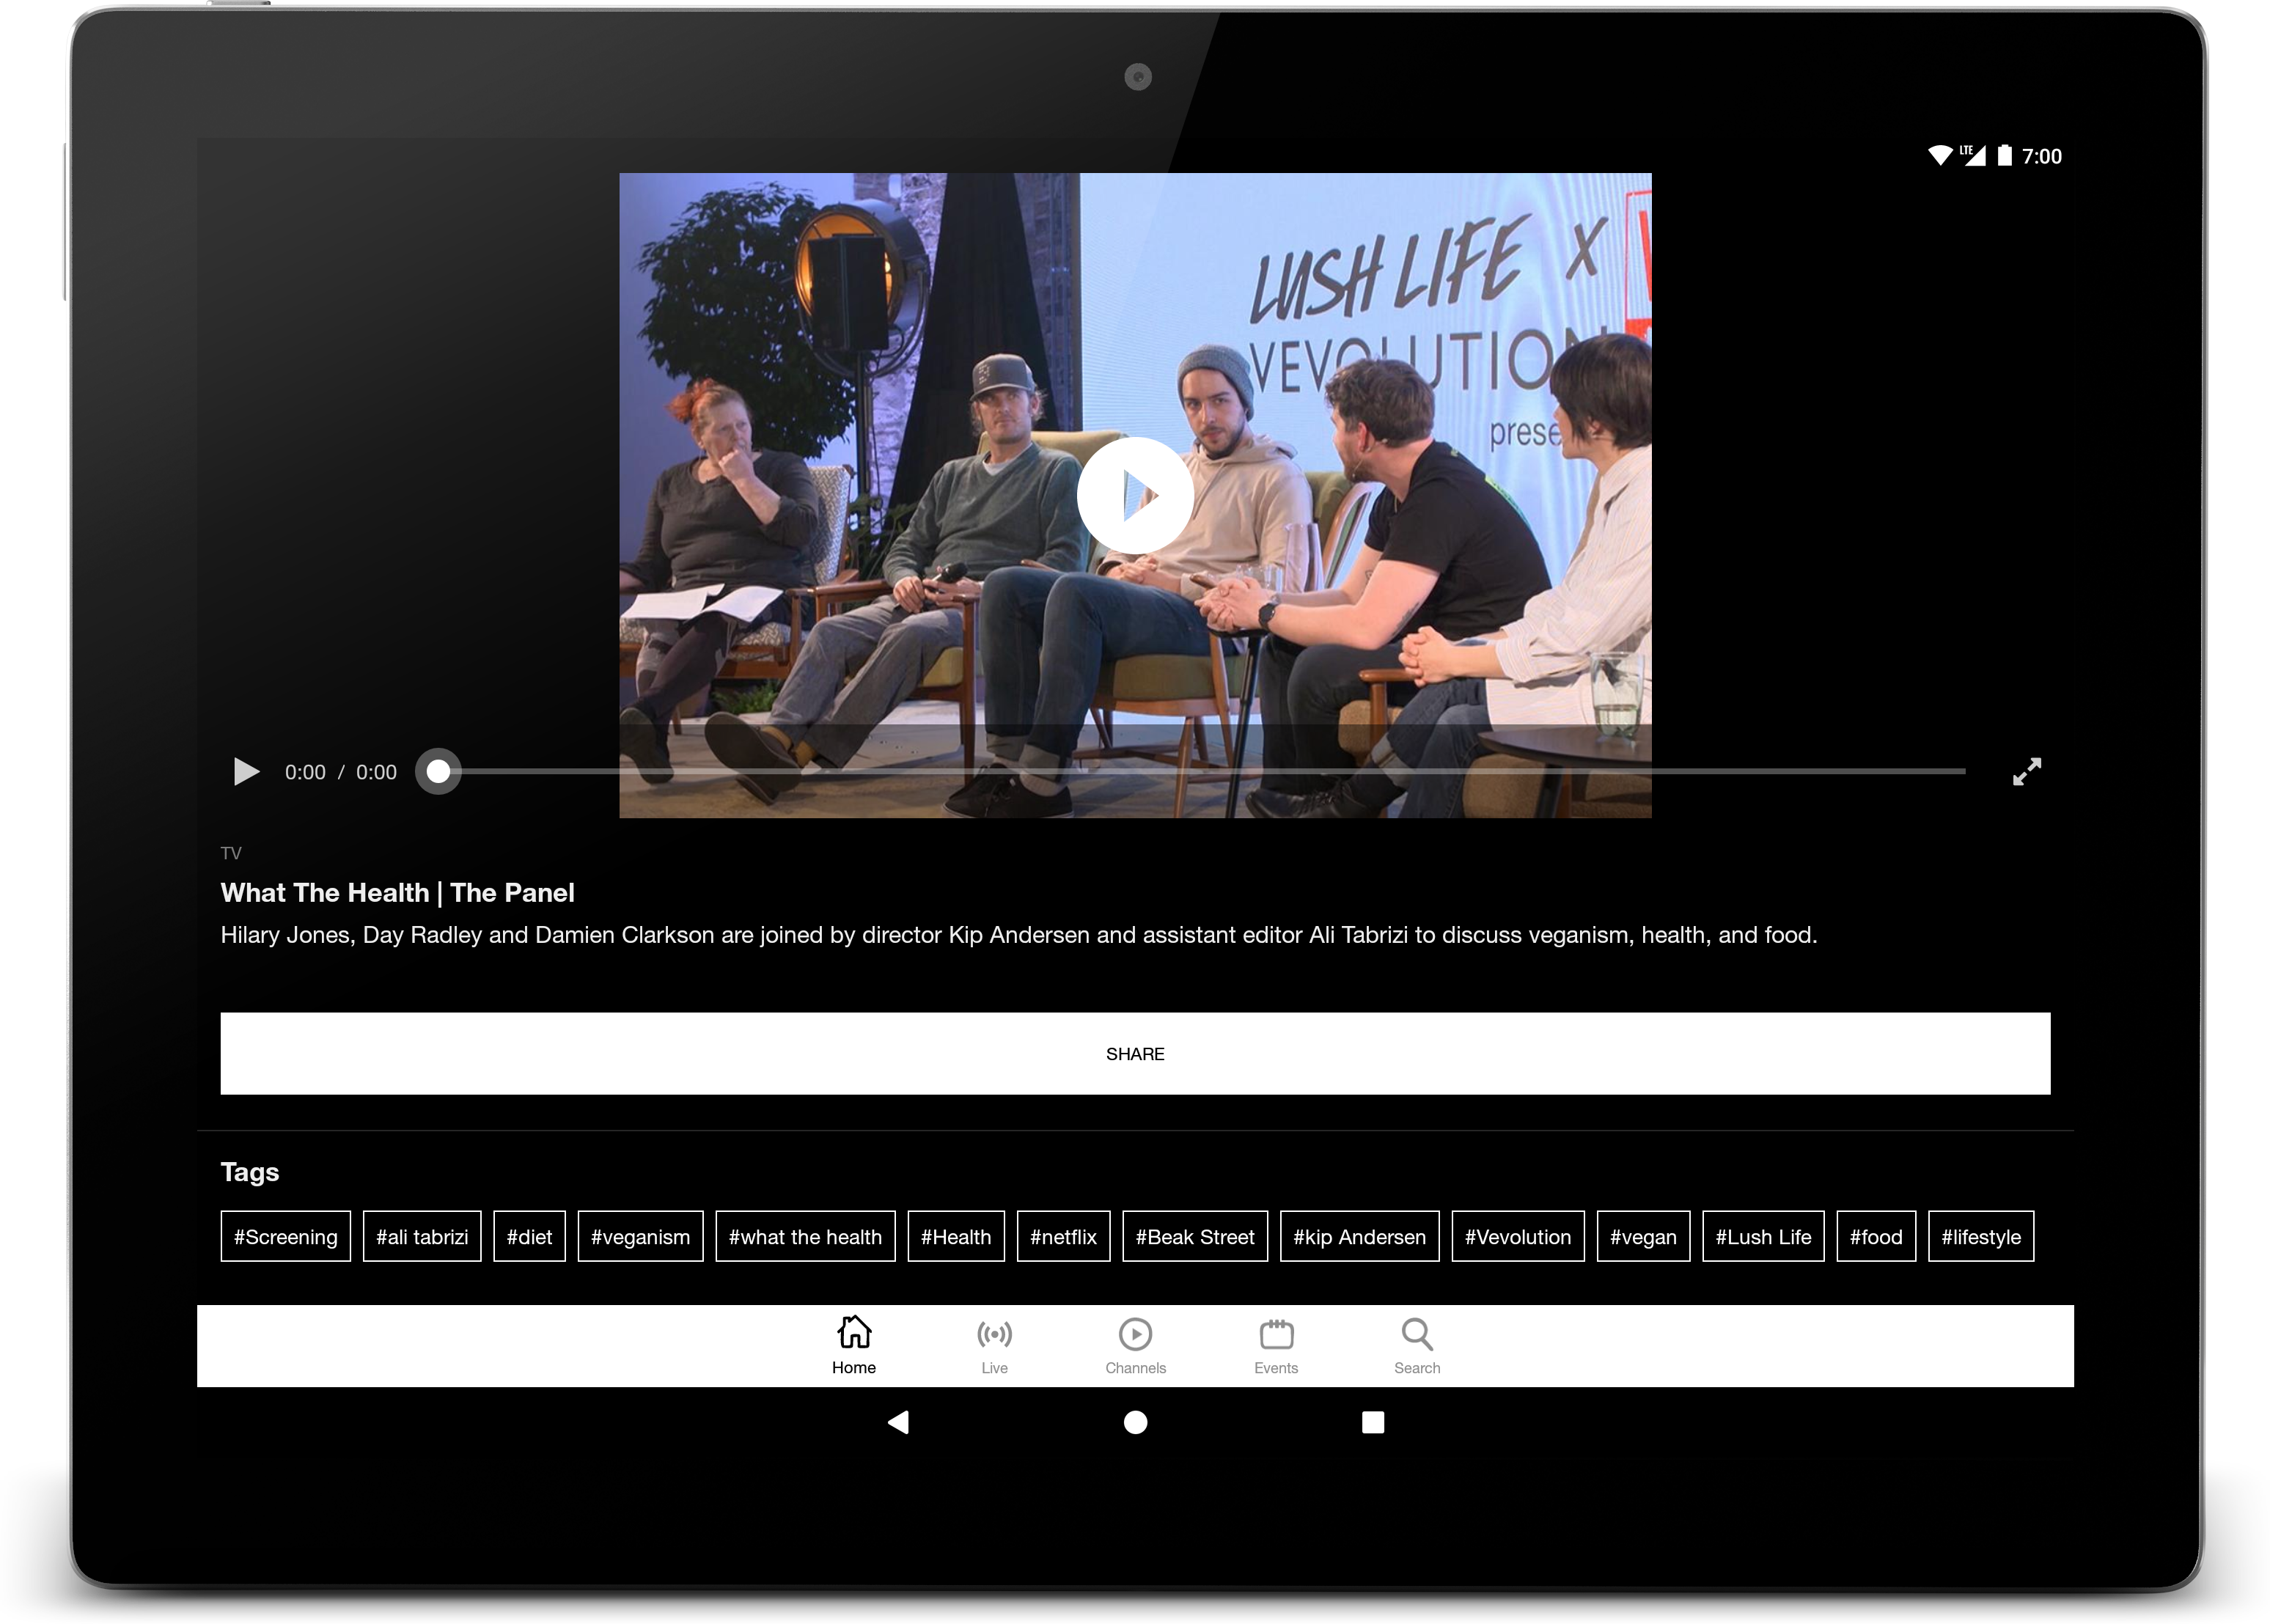 LTE 7:00
LUSH LIFE X
VEVOLUTION
prese
0:00 / 0:00
TV
What The Health | The Panel
Hilary Jones, Day Radley and Damien Clarkson are joined by director Kip Andersen and assistant editor Ali Tabrizi to discuss veganism, health, and food.
SHARE
Tags
#Screening #ali tabrizi #diet #veganism #what the health #Health #netflix #Beak Street #kip Andersen #Vevolution #vegan #Lush Life #food #lifestyle
Home Live Channels Events Search